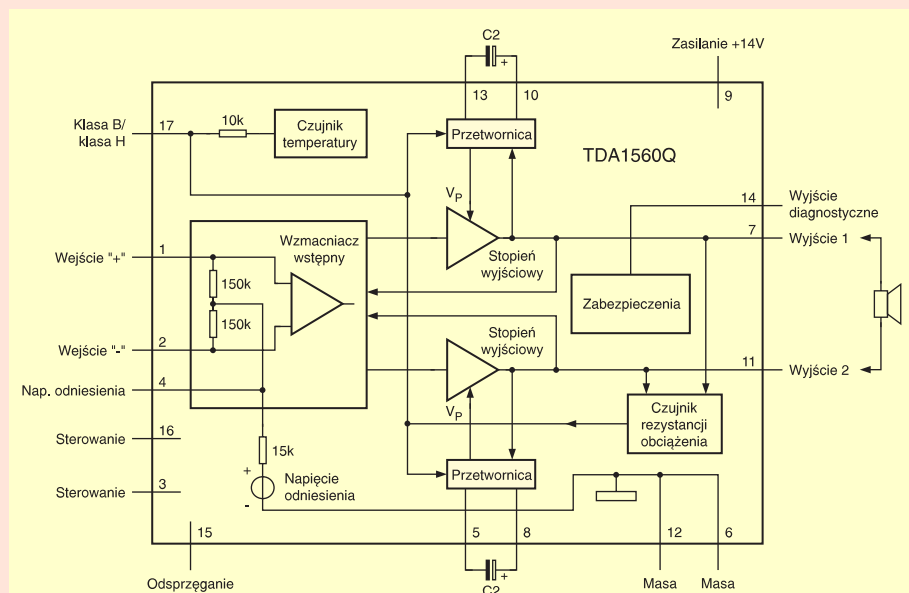 C2
+
Zasilanie +14V
13
10
9
Klasa B/
klasa H
17
10k
Czujnik
temperatury
Przetwornica
TDA1560Q
VP
14
Wyjście
diagnostyczne
7
Wyjście 1
Wejście "+"
1
Wzmacniacz
wstępny
Stopień
wyjściowy
150k
150k
Zabezpieczenia
Wejście "-"
2
Stopień
wyjściowy
11
Wyjście 2
Nap. odniesienia
4
VP
Czujnik
rezystancji
obciążenia
Sterowanie
16
15k
+
-
Napięcie
odniesienia
Przetwornica
Sterowanie
3
15
5
8
12
6
Odsprzęganie
C2
+
Masa
Masa